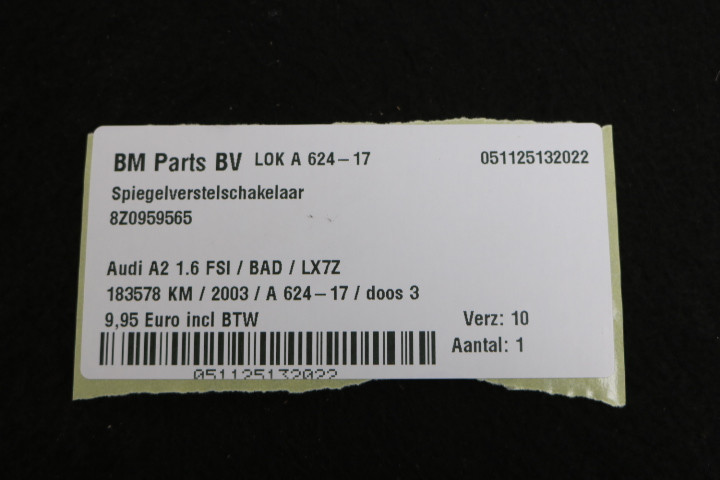 BM Parts BV LOK A 624-17 051125132022
Spiegelverstelschakelaar
8Z0959565
Audi A2 1.6 FSI / BAD / LX7Z
183578 KM / 2003 / A 624-17 / doos 3
9,95 Euro incl BTW Verz: 10
Aantal: 1
051125132022